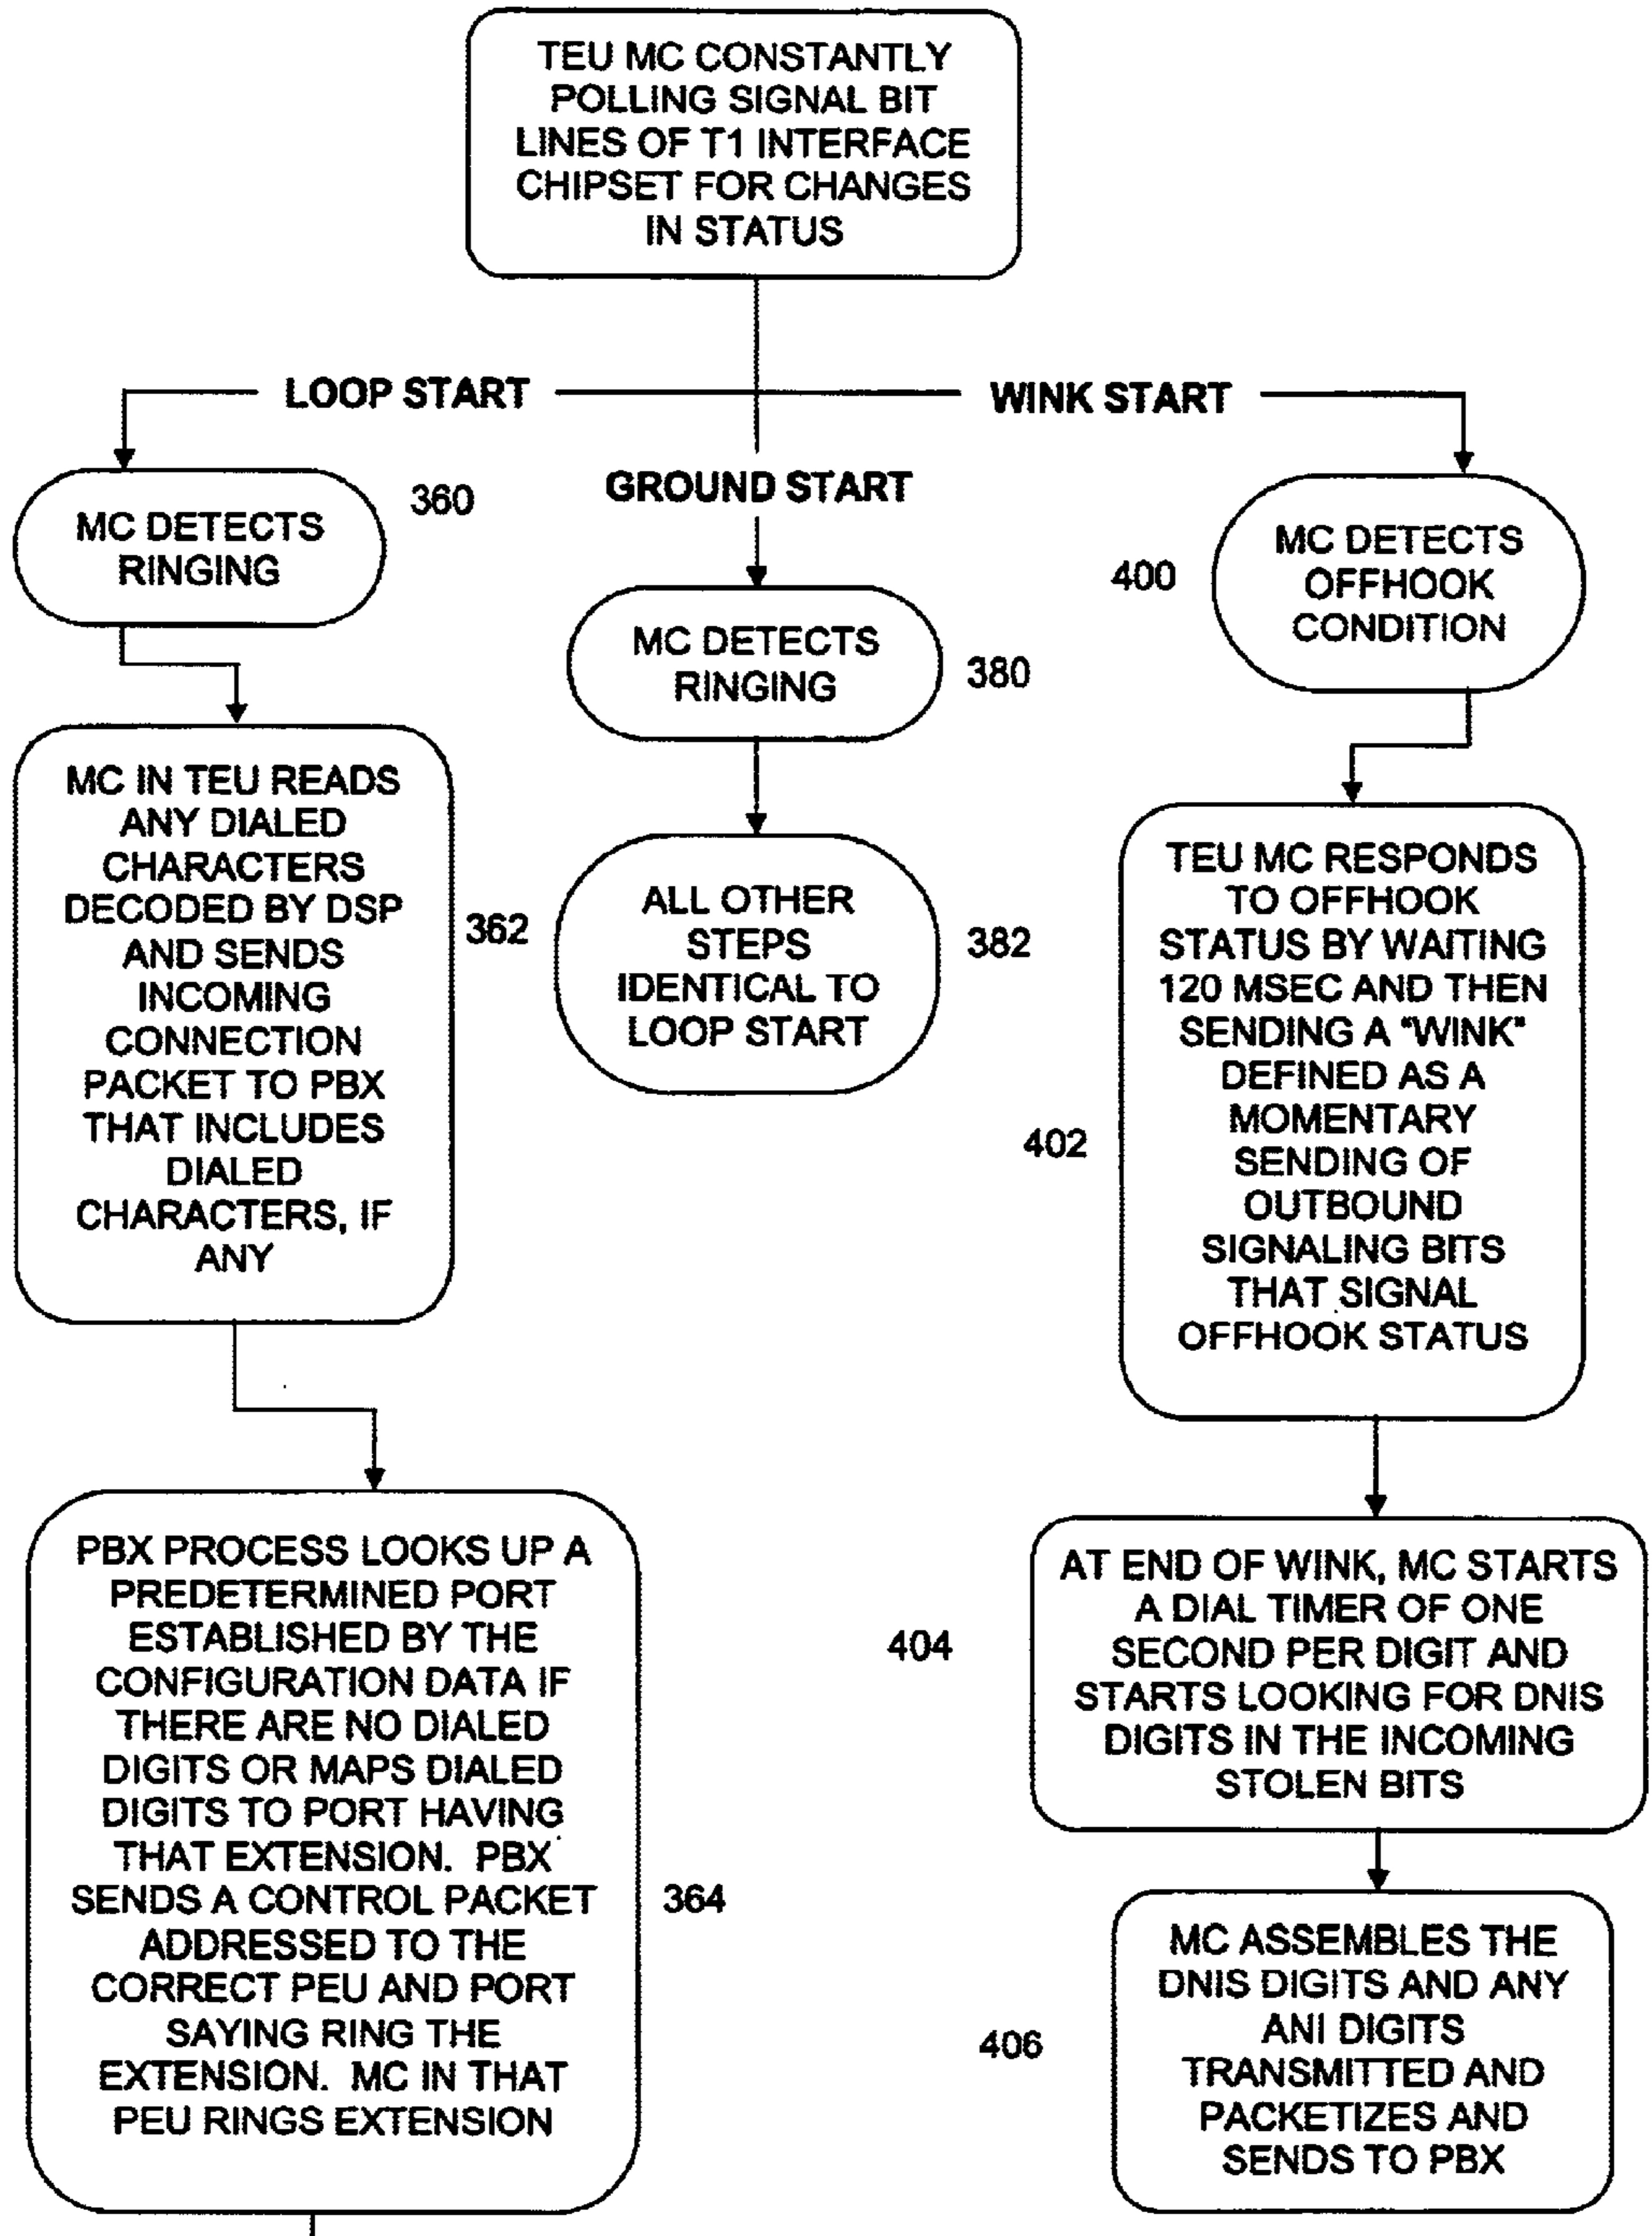 TEU MC CONSTANTLY
POLLING SIGNAL BIT
LINES OF T1 INTERFACE
CHIPSET FOR CHANGES
IN STATUS
LOOP START
WINK START
GROUND START
MC DETECTS
RINGING
360
MC DETECTS
RINGING
380
400
MC DETECTS
OFFHOOK
CONDITION
MC IN TEU READS
ANY DIALED
CHARACTERS
DECODED BY DSP
AND SENDS
INCOMING
CONNECTION
PACKET TO PBX
THAT INCLUDES
DIALED
CHARACTERS, IF
ANY
362
ALL OTHER
STEPS
IDENTICAL TO
LOOP START
382
TEU MC RESPONDS
TO OFFHOOK
STATUS BY WAITING
120 MSEC AND THEN
SENDING A "WINK"
DEFINED AS A
MOMENTARY
SENDING OF
OUTBOUND
SIGNALING BITS
THAT SIGNAL
OFFHOOK STATUS
402
PBX PROCESS LOOKS UP A
PREDETERMINED PORT
ESTABLISHED BY THE
CONFIGURATION DATA IF
THERE ARE NO DIALED
DIGITS OR MAPS DIALED
DIGITS TO PORT HAVING
THAT EXTENSION. PBX
SENDS A CONTROL PACKET
ADDRESSED TO THE
CORRECT PEU AND PORT
SAYING RING THE
EXTENSION. MC IN THAT
PEU RINGS EXTENSION
364
404
AT END OF WINK, MC STARTS
A DIAL TIMER OF ONE
SECOND PER DIGIT AND
STARTS LOOKING FOR DNIS
DIGITS IN THE INCOMING
STOLEN BITS
406
MC ASSEMBLES THE
DNIS DIGITS AND ANY
ANI DIGITS
TRANSMITTED AND
PACKETIZES AND
SENDS TO PBX